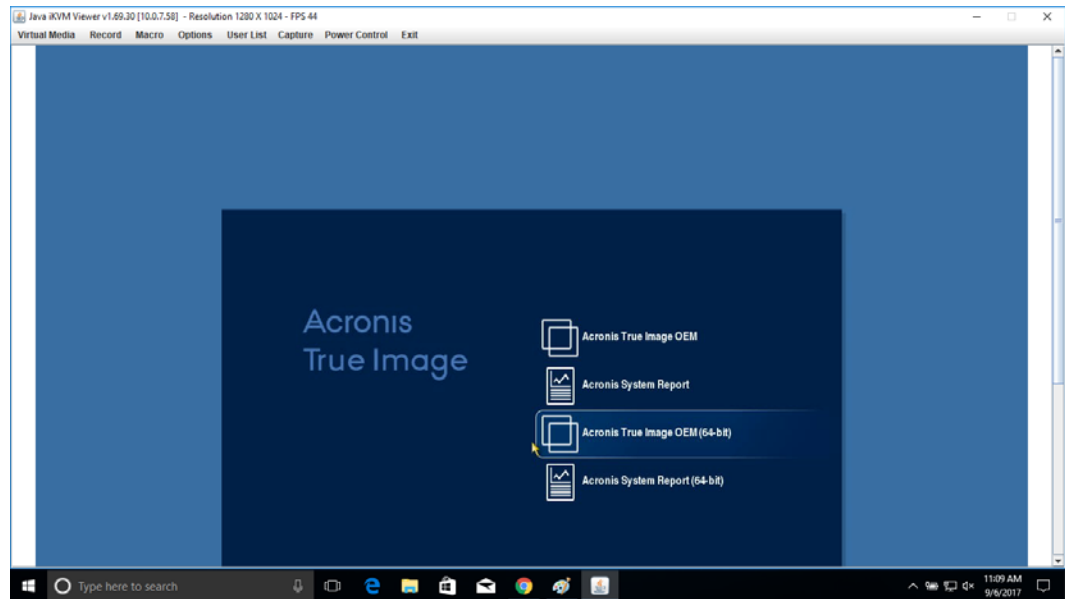 Java iKVM Viewer v1.69.30 [10.0.7.58] - Resolution 1280 X 1024 - FPS 44
Virtual Media Record Macro Options User List Capture Power Control Exit
Acronis
True Image
Acronis True Image OEM
Acronis System Report
Acronis True Image OEM (64-bit)
Acronis System Report (64-bit)
Type here to search
11:09 AM
9/6/2017